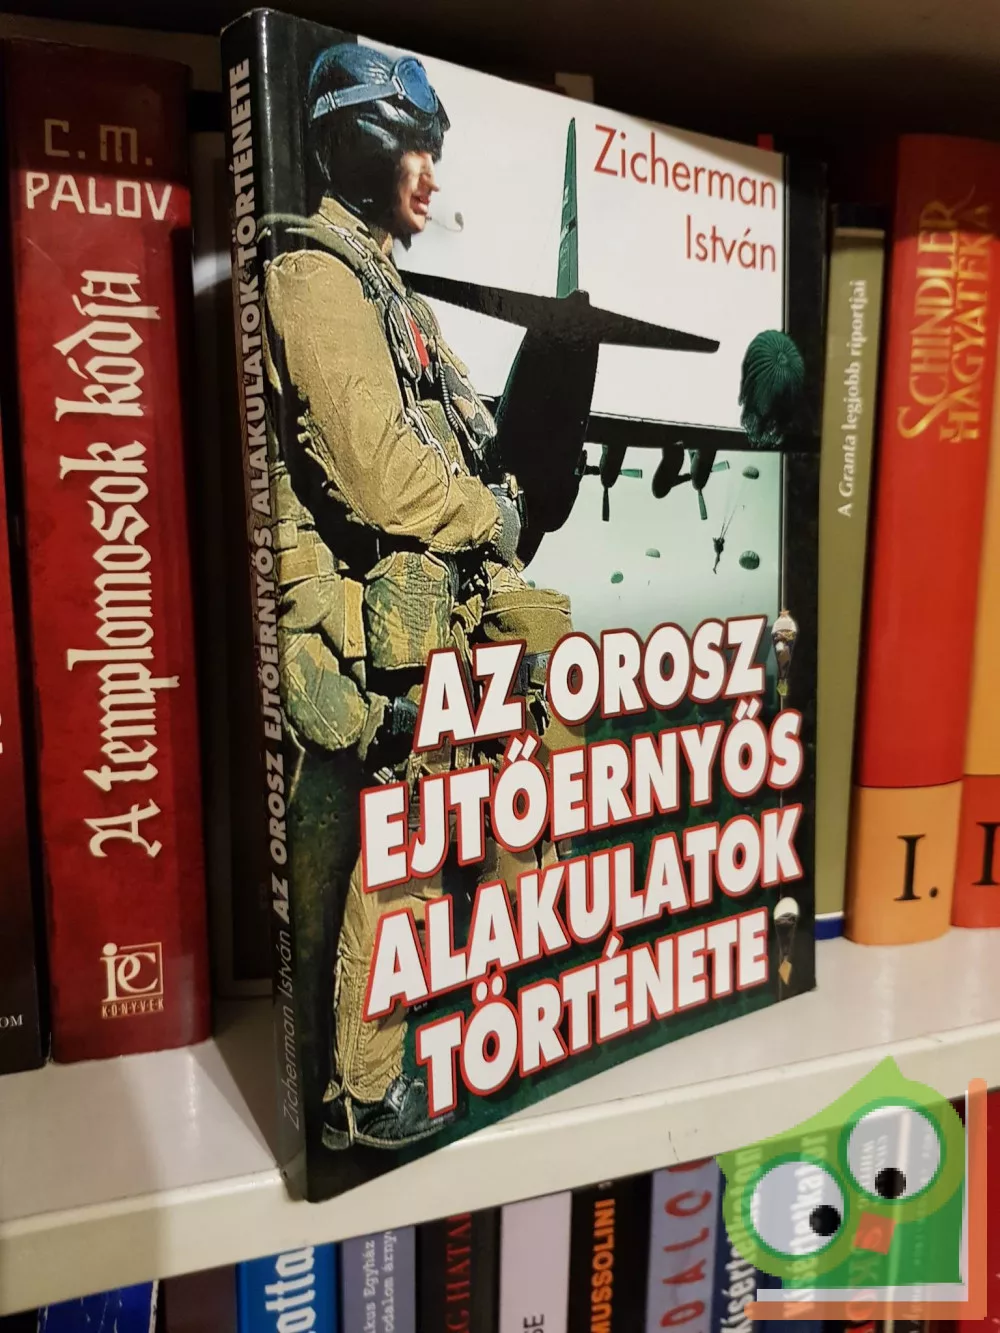 C. M.
PALOV
A templomosok kódja
KÖNYVEK
Zicherman István AZ OROSZ EJTŐERNYŐS ALAKULATOK TÖRTÉNETE
Zicherman
István
AZ OROSZ
EJTŐERNYŐS
ALAKULATOK
TÖRTÉNETE
A Granta legjobb riportjai
SCHINDLER
HAGYATÉKA
I.
MUSSOLINI